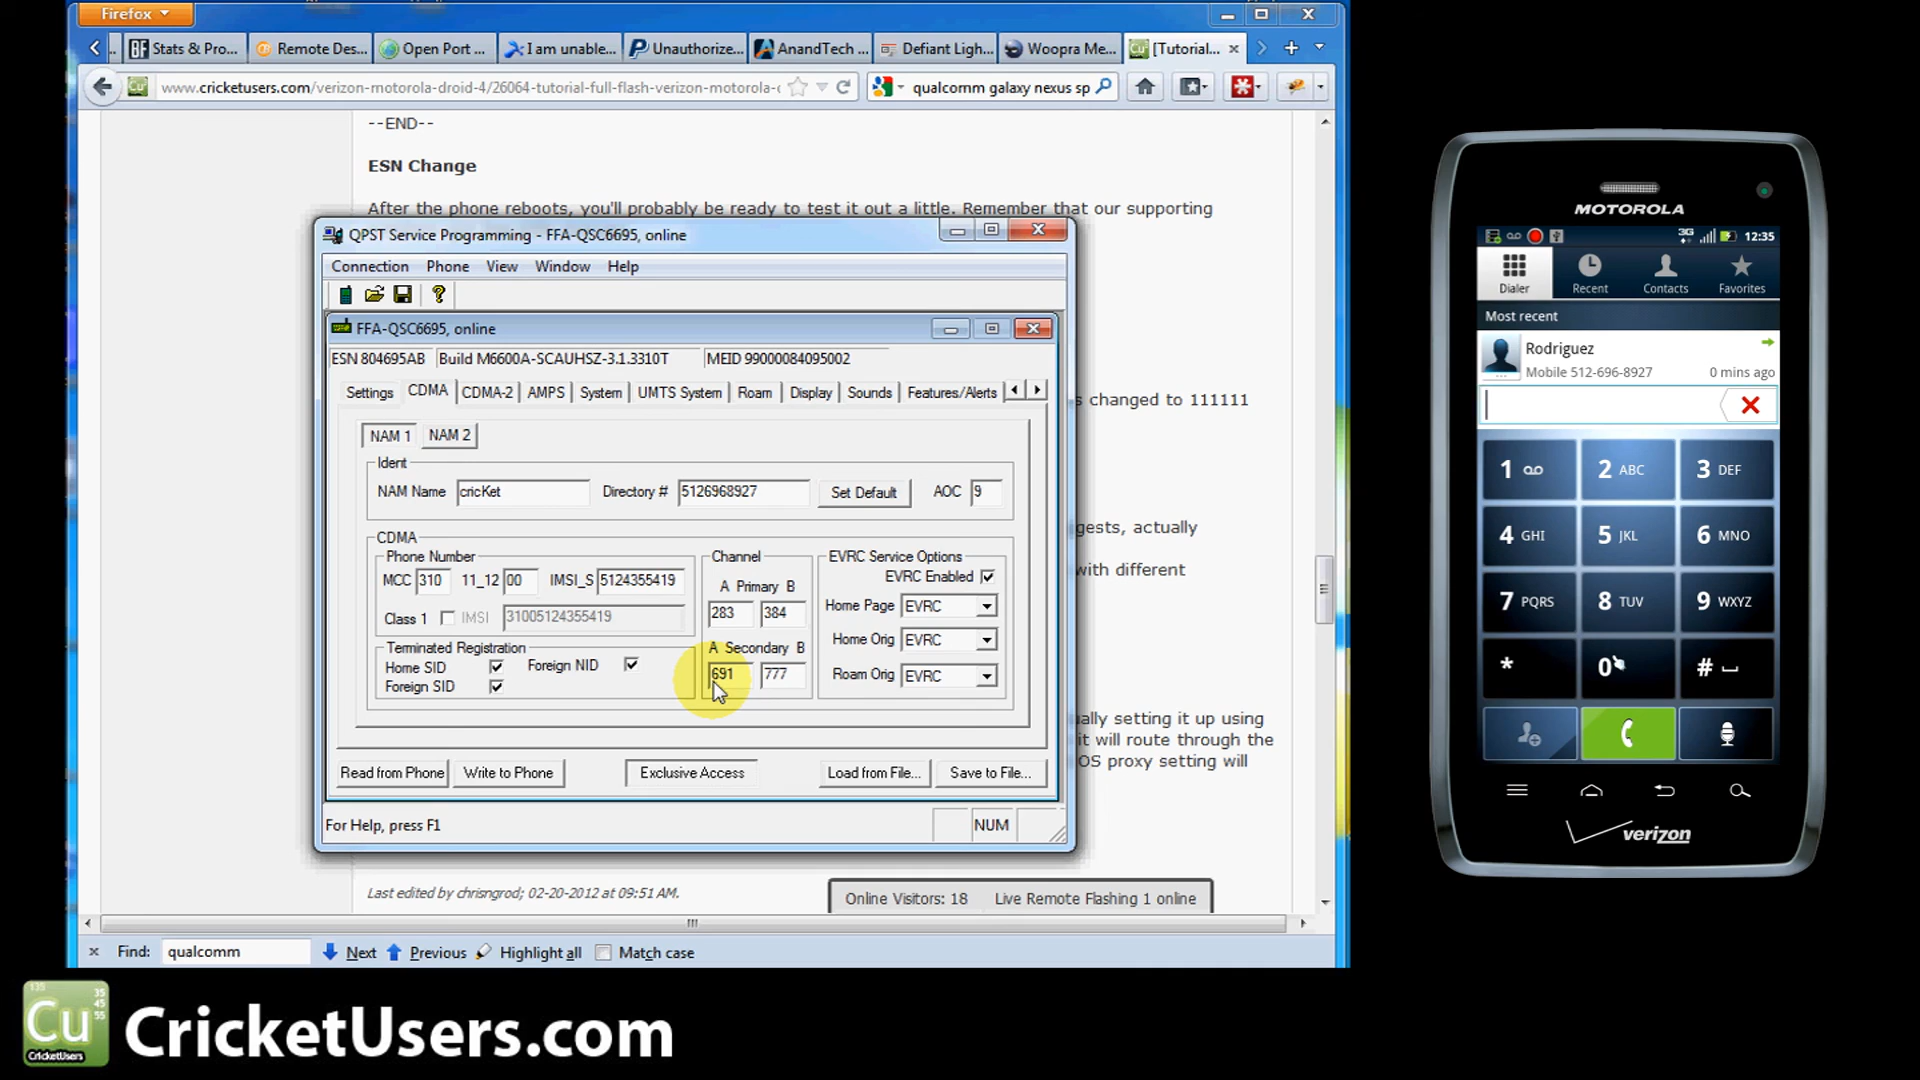 Firefox
Stats & Pro...
Remote Des...
Open Port ...
I am unable...
Unauthorize...
AnandTech ...
Defiant Ligh...
Woopra Me...
[Tutorial...
www.cricketusers.com/verizon-motorola-droid-4/26064-tutorial-full-flash-verizon-motorola-
qualcomm galaxy nexus sp
--END--
ESN Change
After the phone reboots, you'll probably be ready to test it out a little. Remember that our supporting
QPST Service Programming - FFA-QSC6695, online
Connection Phone View Window Help
FFA-QSC6695, online
ESN 804695AB Build M6600A-SCAUHSZ-3.1.3310T MEID 99000084095002
Settings CDMA CDMA-2 AMPS System UMTS System Roam Display Sounds Features/Alerts
s changed to 111111
NAM 1 NAM 2
Ident
NAM Name cricKet Directory # 5126968927 Set Default AOC 9
gests, actually
CDMA
Phone Number Channel EVRC Service Options
with different
MCC 310 11_12 00 IMSI_S 5124355419 A Primary B EVRC Enabled
283 384 Home Page EVRC
Class 1 IMSI 31005124355419
Terminated Registration A Secondary B Home Orig EVRC
Home SID Foreign NID 691 777 Roam Orig EVRC
Foreign SID
ually setting it up using
it will route through the
OS proxy setting will
Read from Phone Write to Phone Exclusive Access Load from File... Save to File...
For Help, press F1 NUM
Last edited by chrisngrod; 02-20-2012 at 09:51 AM.
Online Visitors: 18 Live Remote Flashing 1 online
Find: qualcomm Next Previous Highlight all Match case
Cu
135
35
45
55
CricketUsers
CricketUsers.com
MOTOROLA
3G 12:35
Dialer Recent Contacts Favorites
Most recent
Rodriguez
Mobile 512-696-8927 0 mins ago
1 2 ABC 3 DEF
4 GHI 5 JKL 6 MNO
7 PQRS 8 TUV 9 WXYZ
* 0 #
verizon